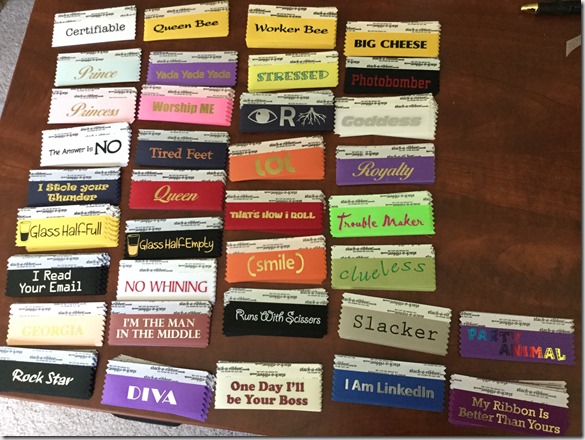 Certifiable
Queen Bee
Worker Bee
BIG CHEESE
Prince
Yada Yada Yada
STRESSED
Photobomber
Princess
Worship ME
R
Goddess
The Answer Is NO
Tired Feet
LOL
Royalty
I Stole your
Thunder
Queen
THAT'S HOW I ROLL
Trouble Maker
Glass Half Full
Glass Half Empty
(smile)
clueless
I Read
Your Email
NO WHINING
Runs With Scissors
Slacker
PARTY
ANIMAL
GEORGIA
I'M THE MAN
IN THE MIDDLE
Rock Star
DIVA
One Day I'll
be Your Boss
I Am LinkedIn
My Ribbon Is
Better Than Yours